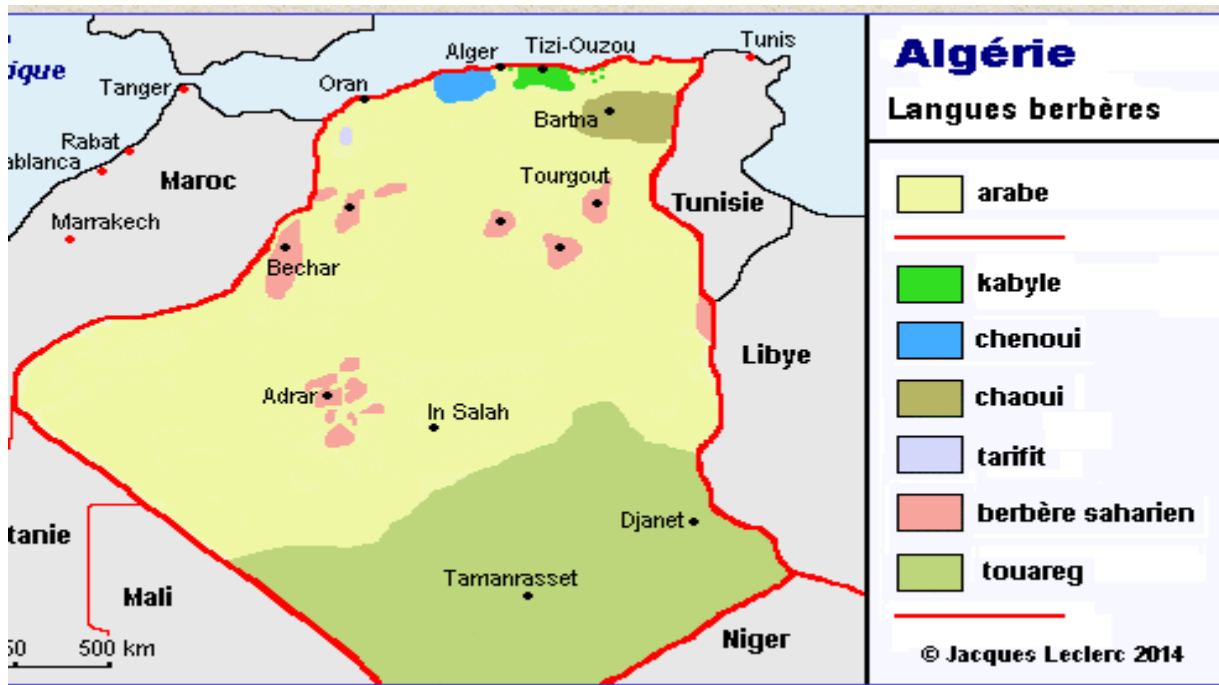 ique
Tanger
Rabat
ablanca
Marrakech
Maroc
Oran
Alger
Tizi-Ouzou
Tunis
Bartna
Tourgout
Tunisie
Bechar
Libye
Adrar
In Salah
Djanet
Tamanrasset
tanie
Mali
Niger
50 500 km
Algérie
Langues berbères
arabe
kabyle
chenoui
chaoui
tarifit
berbère saharien
touareg
© Jacques Leclerc 2014